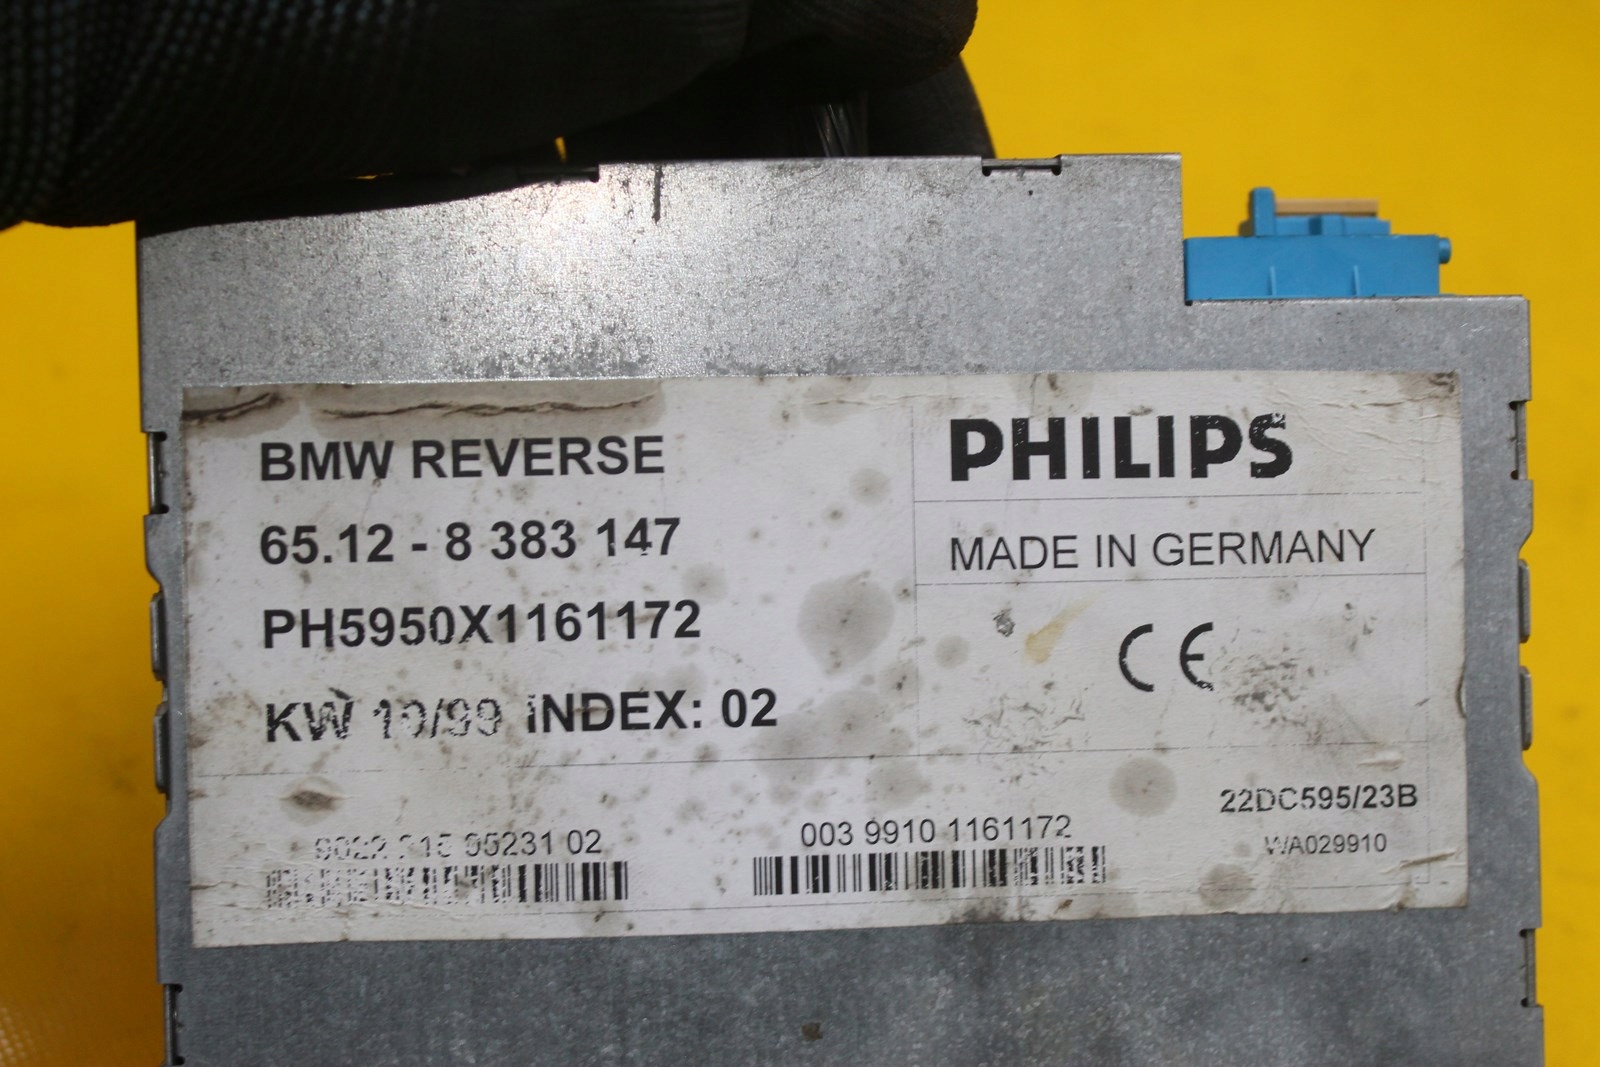 BMW REVERSE
65.12 - 8 383 147
PH5950X1161172
KW 10/99 INDEX: 02
PHILIPS
MADE IN GERMANY
CE
02
003 9910 1161172
22DC595/23B
WA029910